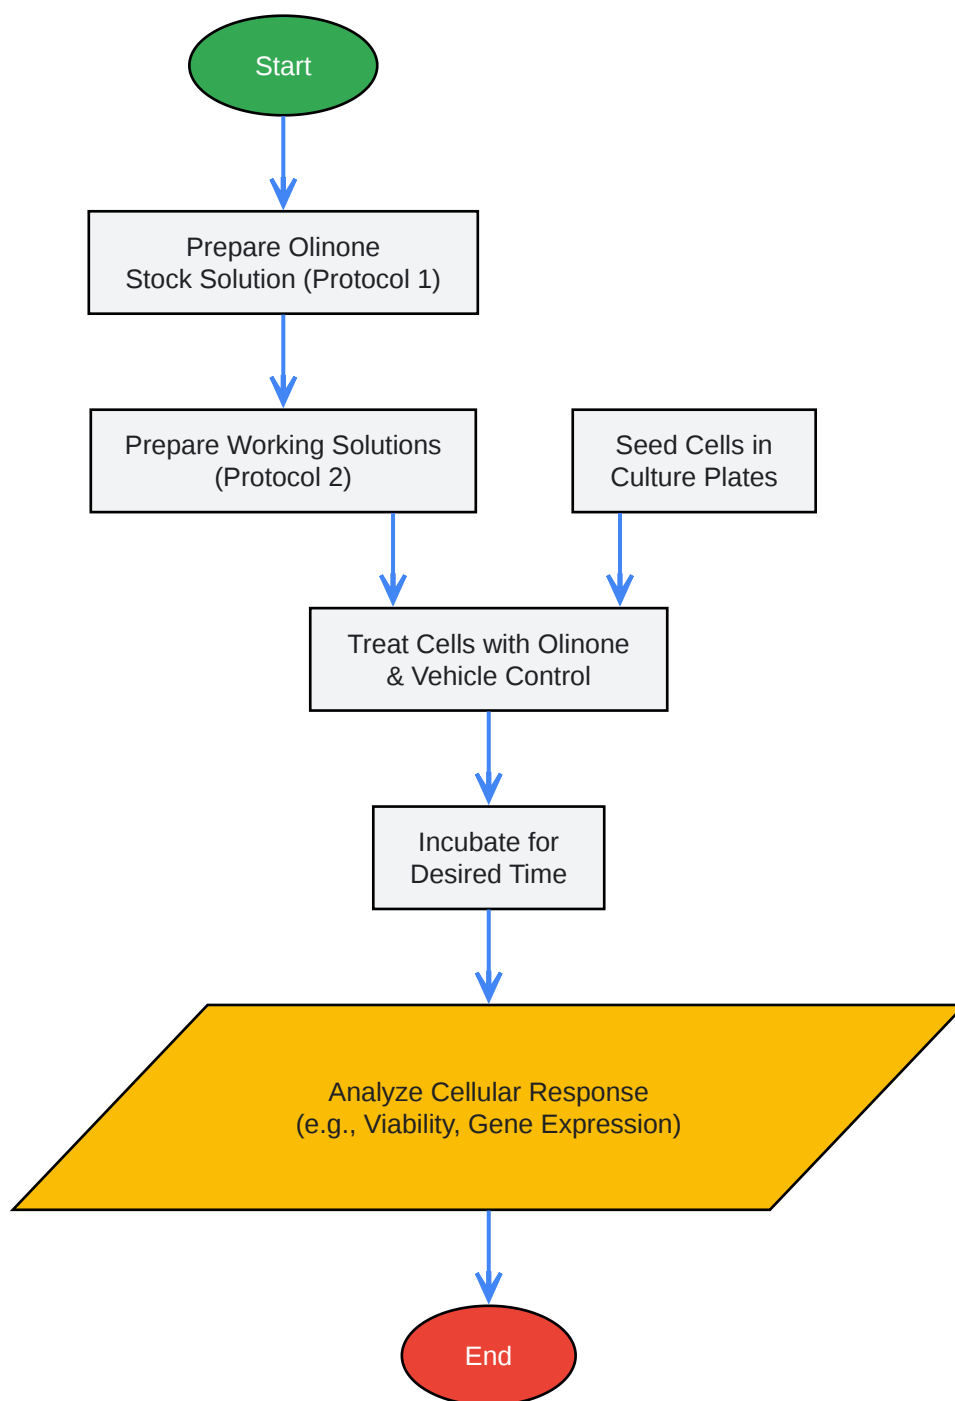 Start
Prepare Olinone
Stock Solution (Protocol 1)
Prepare Working Solutions
(Protocol 2)
Seed Cells in
Culture Plates
Treat Cells with Olinone
& Vehicle Control
Incubate for
Desired Time
Analyze Cellular Response
(e.g., Viability, Gene Expression)
End